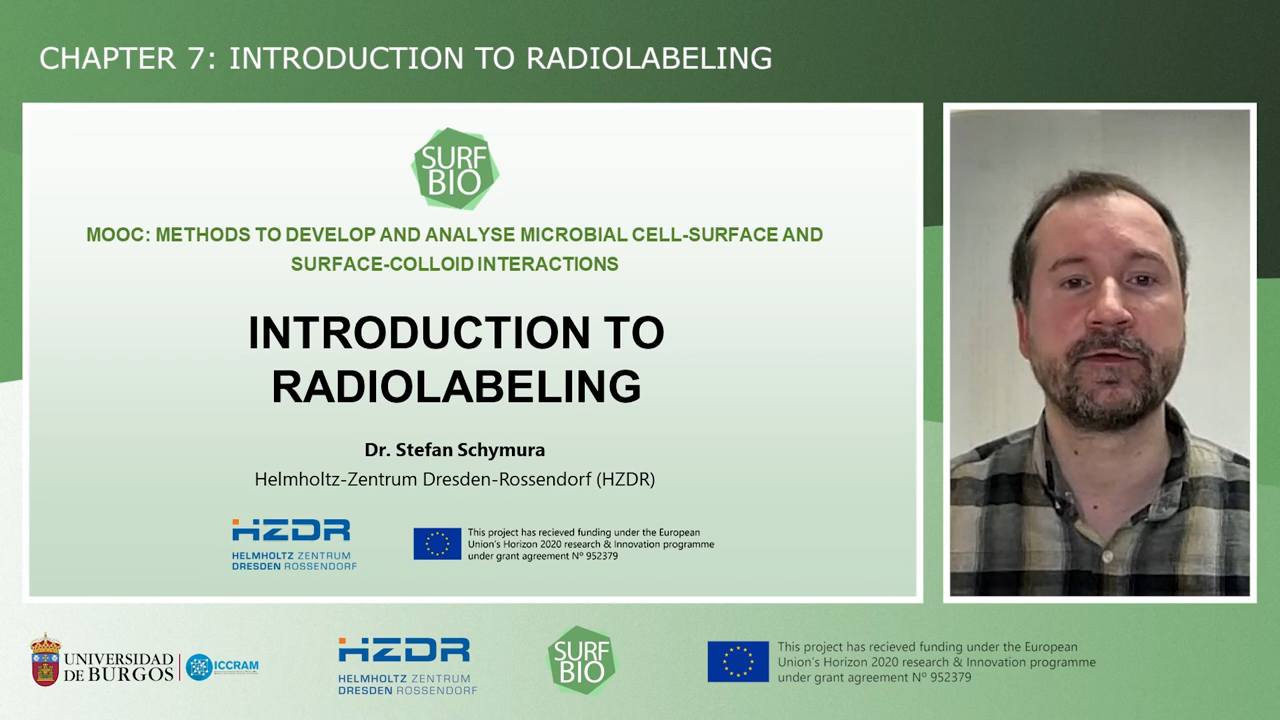 CHAPTER 7: INTRODUCTION TO RADIOLABELING
SURF
BIO
MOOC: METHODS TO DEVELOP AND ANALYSE MICROBIAL CELL-SURFACE AND
SURFACE-COLLOID INTERACTIONS
INTRODUCTION TO
RADIOLABELING
Dr. Stefan Schymura
Helmholtz-Zentrum Dresden-Rossendorf (HZDR)
HZDR
HELMHOLTZ ZENTRUM
DRESDEN ROSSENDORF
This project has recieved funding under the European
Union's Horizon 2020 research & Innovation programme
under grant agreement Nº 952379
UNIVERSIDAD
DE BURGOS
ICCRAM
HZDR
HELMHOLTZ ZENTRUM
DRESDEN ROSSENDORF
SURF
BIO
This project has recieved funding under the European
Union's Horizon 2020 research & Innovation programme
under grant agreement Nº 952379